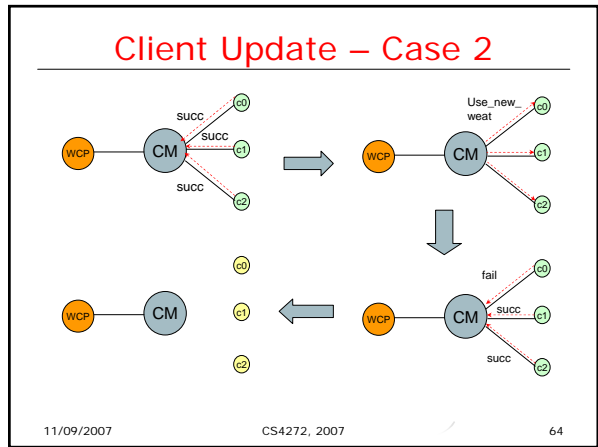 Client Update – Case 2
succ
c0
succ
WCP
CM
c1
succ
c2
Use_new_
weat
c0
WCP
CM
c1
c2
c0
WCP
CM
c1
c2
fail
c0
succ
WCP
CM
c1
succ
c2
11/09/2007
CS4272, 2007
64